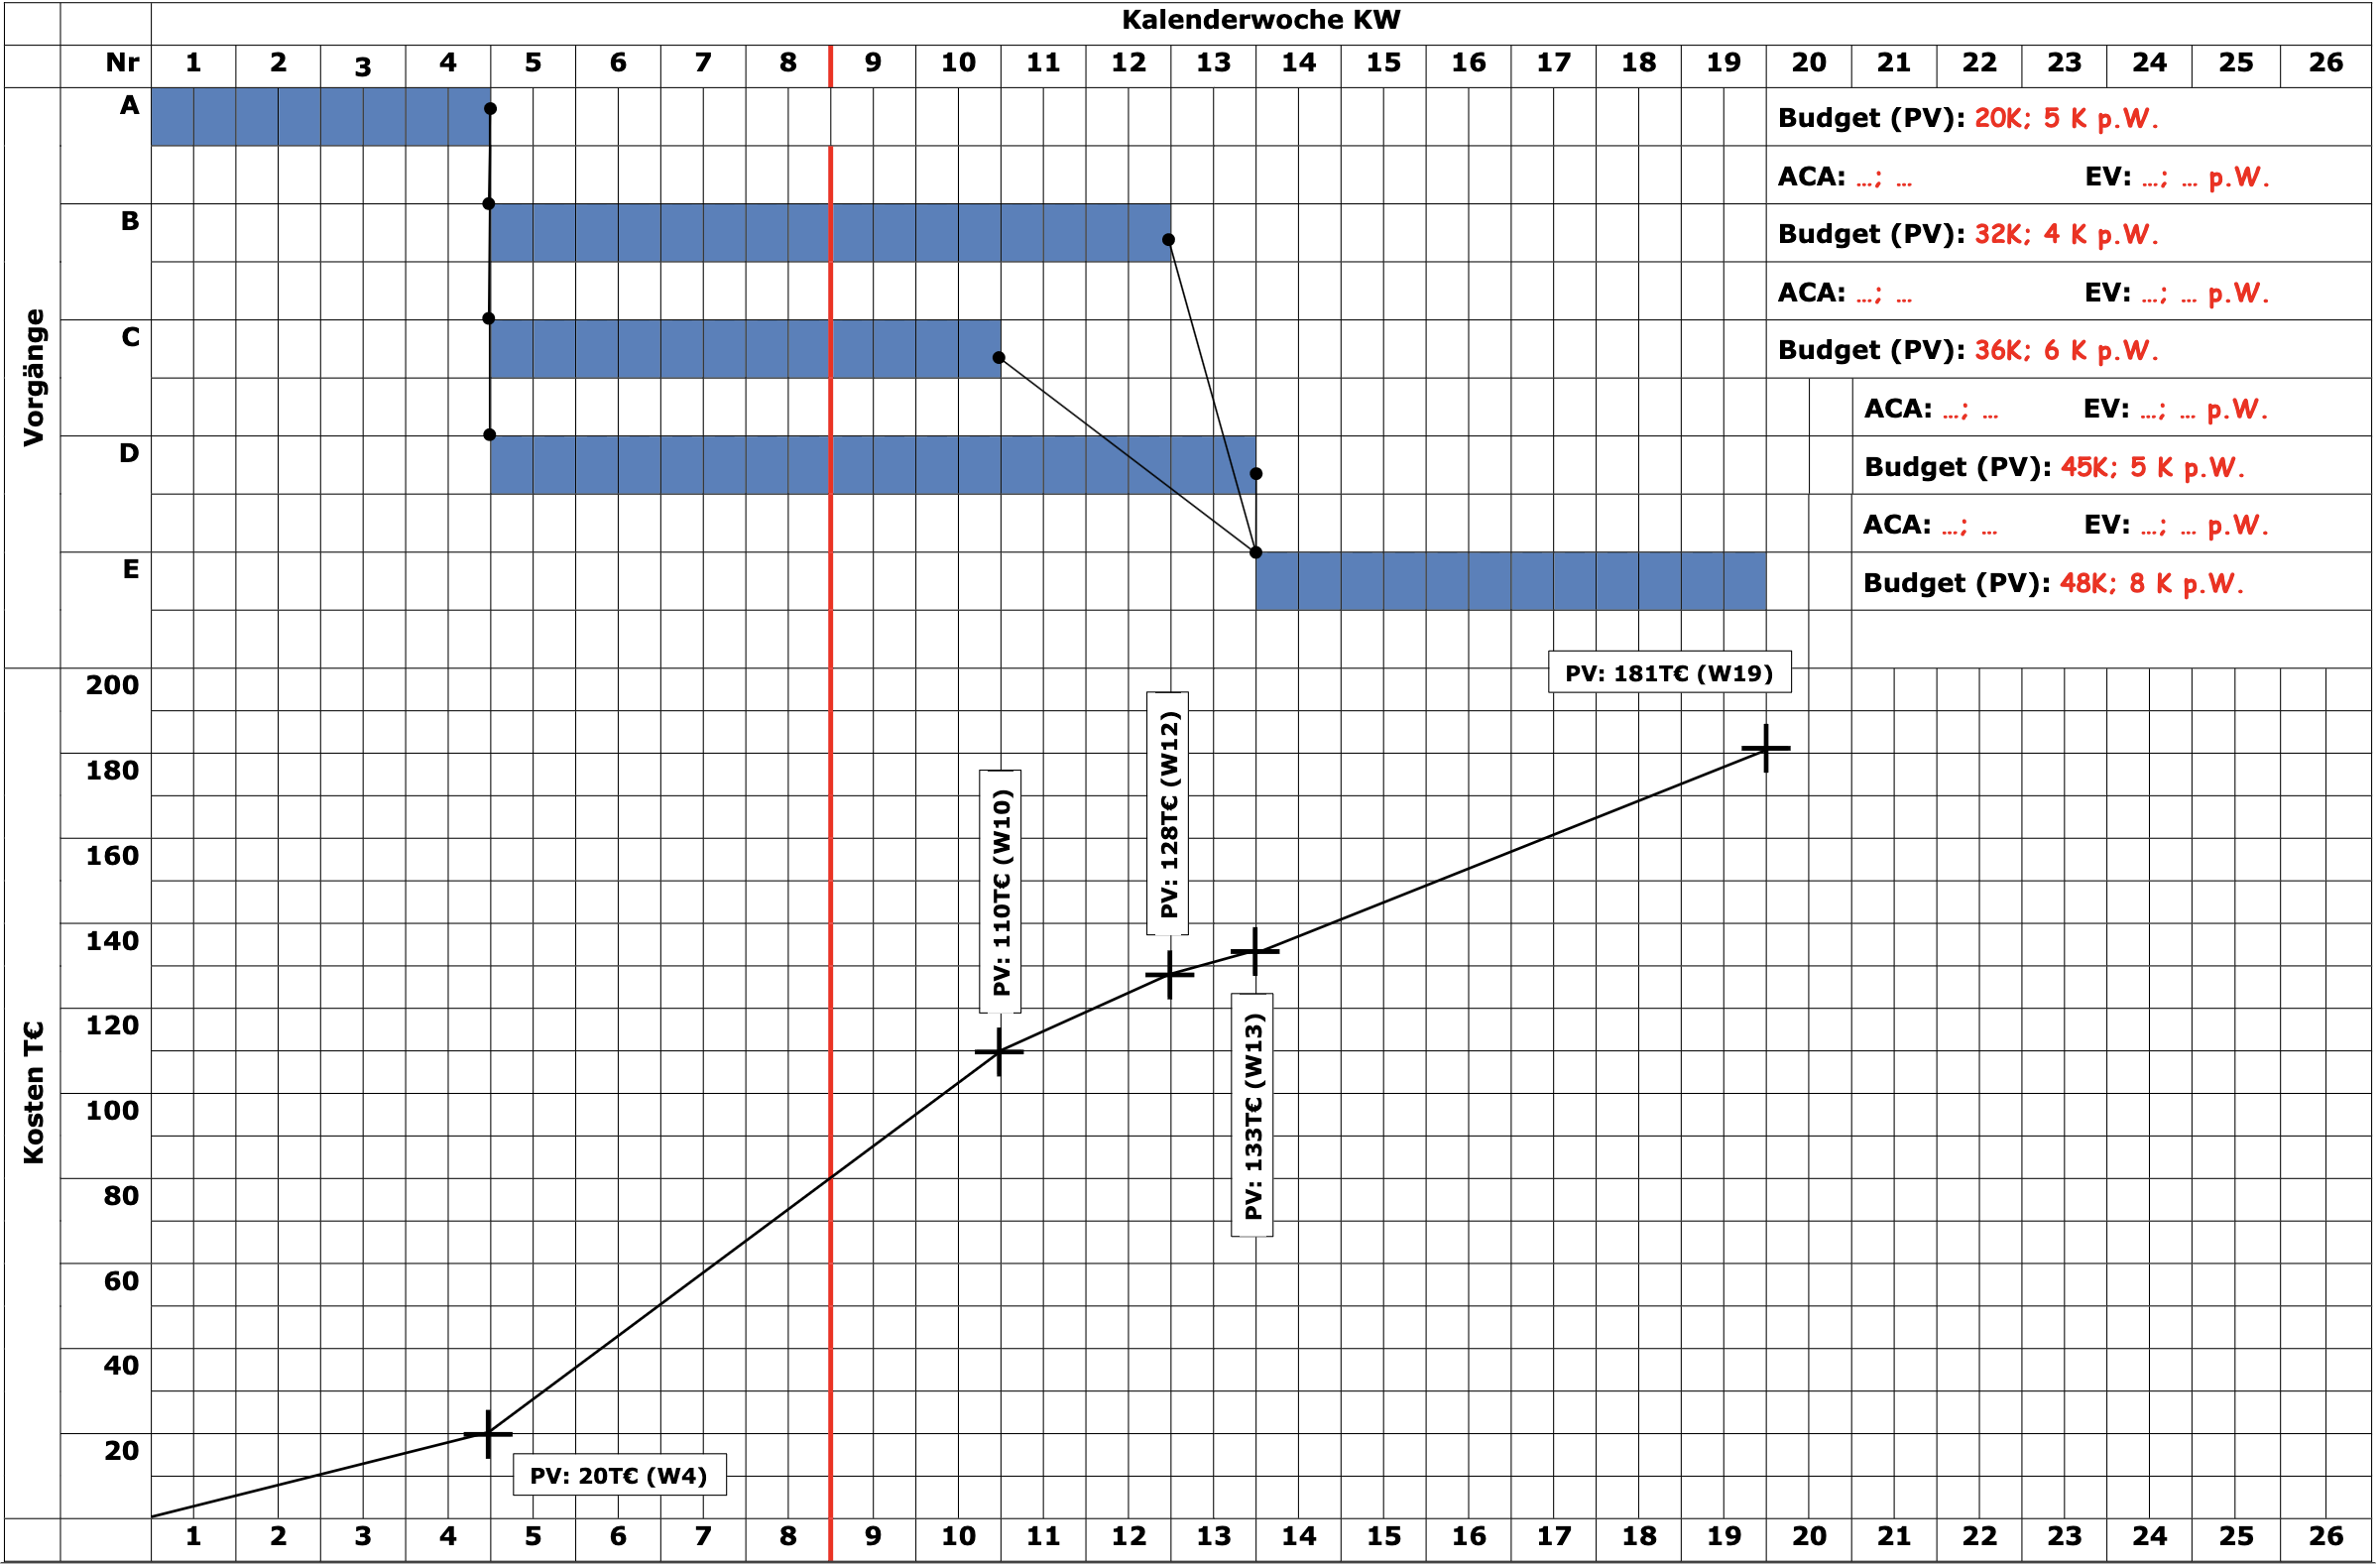 Kalenderwoche KW
Nr 1 2 3 4 5 6 7 8 9 10 11 12 13 14 15 16 17 18 19 20 21 22 23 24 25 26
Vorgänge
A Budget (PV): 20K; 5 K p.W.
ACA: ...; ... EV: ...; ... p.W.
B Budget (PV): 32K; 4 K p.W.
ACA: ...; ... EV: ...; ... p.W.
C Budget (PV): 36K; 6 K p.W.
ACA: ...; ... EV: ...; ... p.W.
D Budget (PV): 45K; 5 K p.W.
ACA: ...; ... EV: ...; ... p.W.
E Budget (PV): 48K; 8 K p.W.
Kosten T€
200
180
160
140
120
100
80
60
40
20
PV: 181T€ (W19)
PV: 128T€ (W12)
PV: 110T€ (W10)
PV: 133T€ (W13)
PV: 20T€ (W4)
1 2 3 4 5 6 7 8 9 10 11 12 13 14 15 16 17 18 19 20 21 22 23 24 25 26